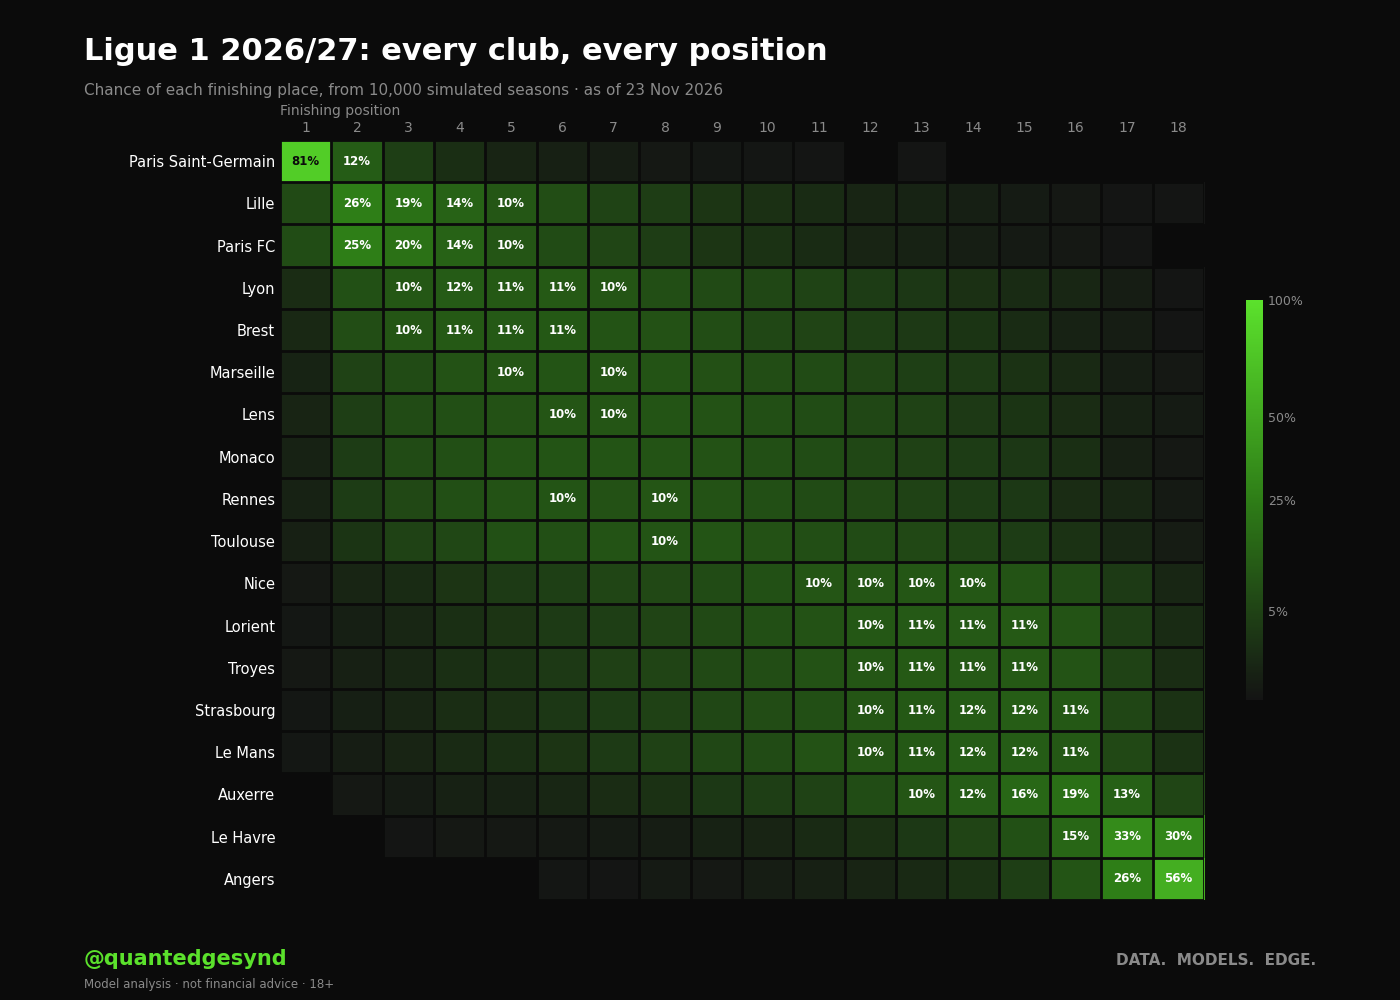 Ligue 1 2026/27: every club, every position
Chance of each finishing place, from 10,000 simulated seasons · as of 23 Nov 2026
Finishing position
1 2 3 4 5 6 7 8 9 10 11 12 13 14 15 16 17 18
Paris Saint-Germain 81% 12%
Lille 26% 19% 14% 10%
Paris FC 25% 20% 14% 10%
Lyon 10% 12% 11% 11% 10%
100%
Brest 10% 11% 11% 11%
Marseille 10% 10%
Lens 10% 10%
50%
Monaco
Rennes 10% 10%
25%
Toulouse 10%
Nice 10% 10% 10% 10%
5%
Lorient 10% 11% 11% 11%
Troyes 10% 11% 11% 11%
Strasbourg 10% 11% 12% 12% 11%
Le Mans 10% 11% 12% 12% 11%
Auxerre 10% 12% 16% 19% 13%
Le Havre 15% 33% 30%
Angers 26% 56%
@quantedgesynd
DATA. MODELS. EDGE.
Model analysis · not financial advice · 18+